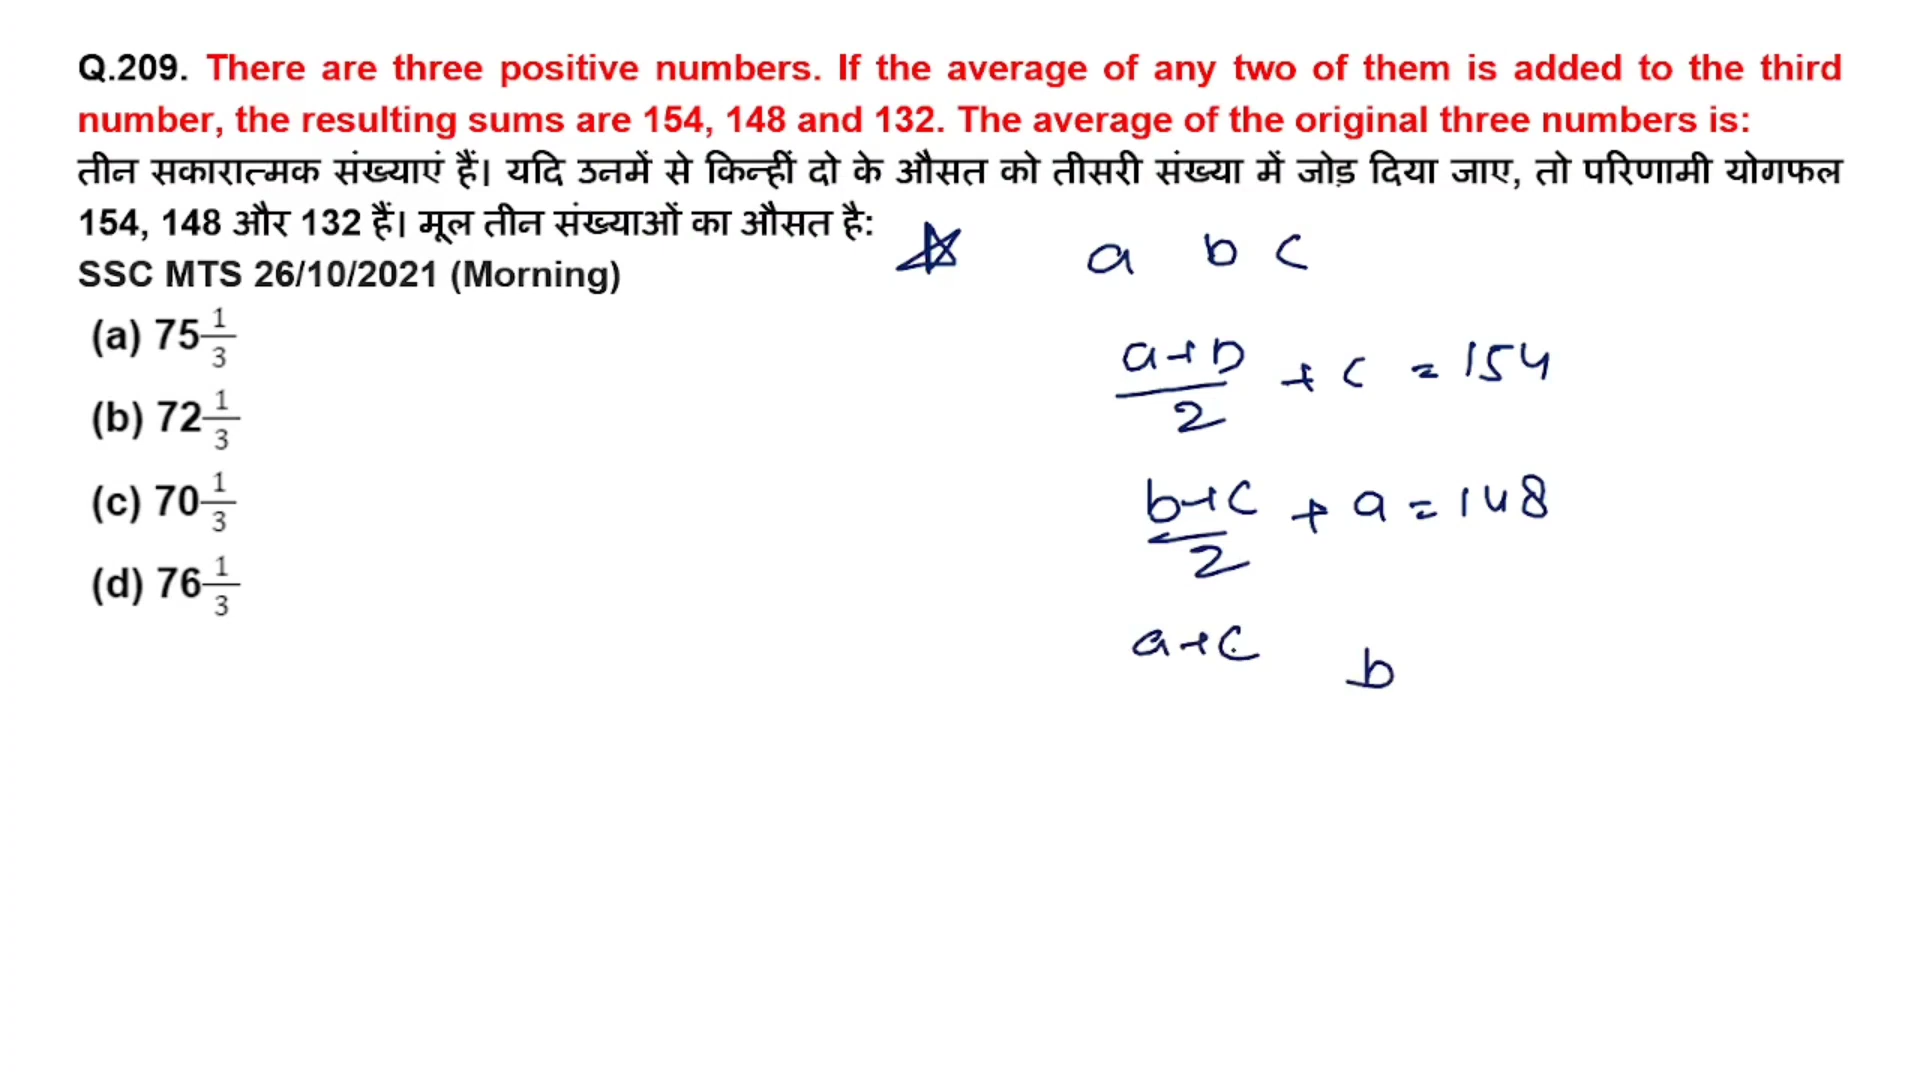 Q.209. There are three positive numbers. If the average of any two of them is added to the third
number, the resulting sums are 154, 148 and 132. The average of the original three numbers is:
तीन सकारात्मक संख्याएं हैं। यदि उनमें से किन्हीं दो के औसत को तीसरी संख्या में जोड़ दिया जाए, तो परिणामी योगफल
154, 148 और 132 हैं। मूल तीन संख्याओं का औसत है:
SSC MTS 26/10/2021 (Morning)
(a) 75 1/3
(b) 72 1/3
(c) 70 1/3
(d) 76 1/3
a b c
(a+b)/2 + c = 154
(b+c)/2 + a = 148
a+c b